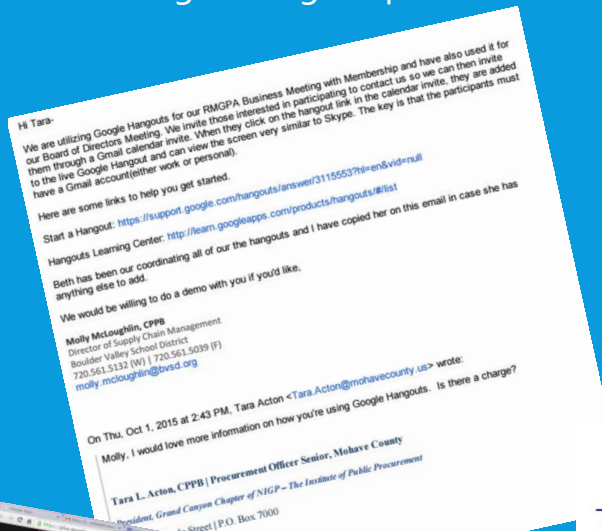 Hi Tara-
We are utilizing Google Hangouts for our RMGPA Business Meeting with Membership and have also used it for
our Board of Directors Meeting. We invite those interested in participating to contact us so we can then invite
them through a Gmail calendar invite. When they click on the hangout link in the calendar invite, they are added
to the live Google Hangout and can view the screen very similar to Skype. The key is that the participants must
have a Gmail account(either work or personal).
Here are some links to help you get started.
Start a Hangout: https://support.google.com/hangouts/answer/3115553?hl=en&vid=null
Hangouts Learning Center: http://learn.googleapps.com/products/hangouts/#/list
Beth has been our coordinating all of our the hangouts and I have copied her on this email in case she has
anything else to add.
We would be willing to do a demo with you if you'd like,
Molly McLoughlin, CPPB
Director of Supply Chain Management
Boulder Valley School District
720.561.5132 (W) | 720.561.5039 (F)
molly.mcloughlin@bvsd.org
On Thu, Oct 1, 2015 at 2:43 PM, Tara Acton <Tara.Acton@mohavecounty.us> wrote:
Molly, I would love more information on how you're using Google Hangouts. Is there a charge?
Tara L. Acton, CPPB | Procurement Officer Senior, Mohave County
President, Grand Canyon Chapter of NIGP – The Institute of Public Procurement
Street | P.O. Box 7000